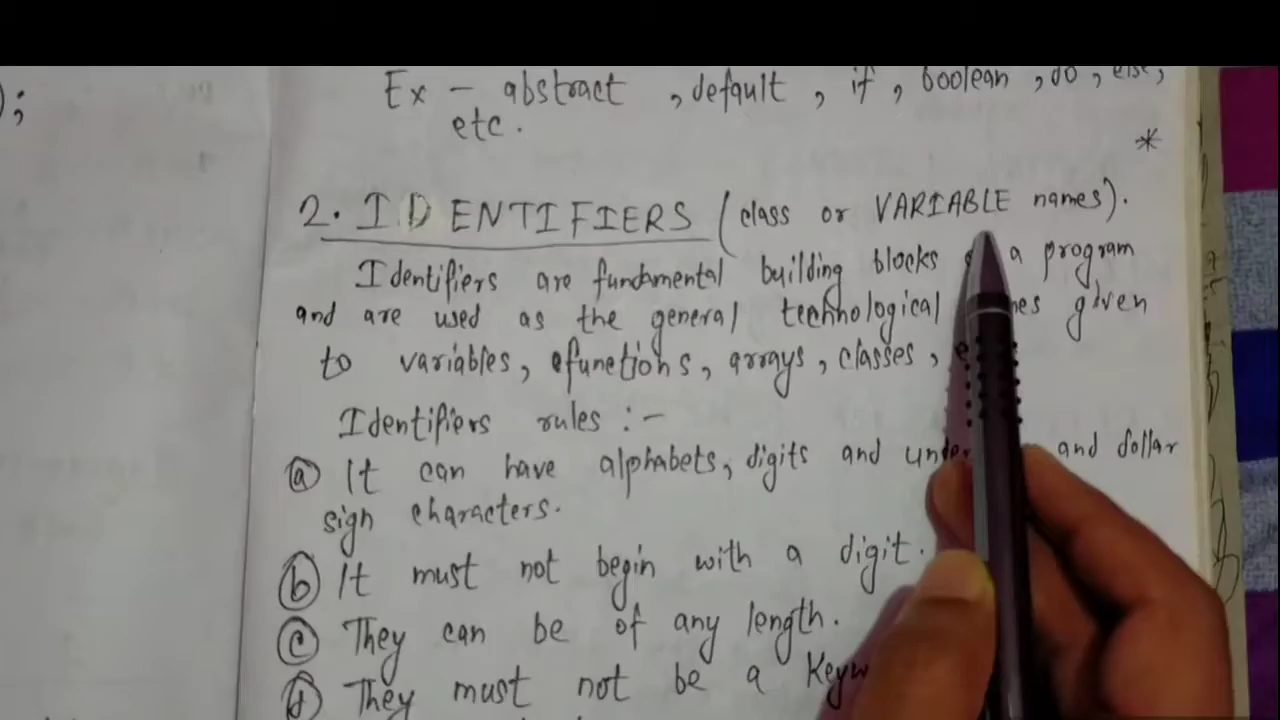 );
Ex – abstract , default , if , boolean , do , else,
etc.
*
2. IDENTIFIERS (class or VARIABLE names).
Identifiers are fundamental building blocks a program
and are used as the general technological given
to variables, functions, arrays, classes,
Identifiers rules :-
(a) It can have alphabets, digits and and dollar
sign characters.
(b) It must not begin with a digit.
(c) They can be of any length.
(d) They must not be a